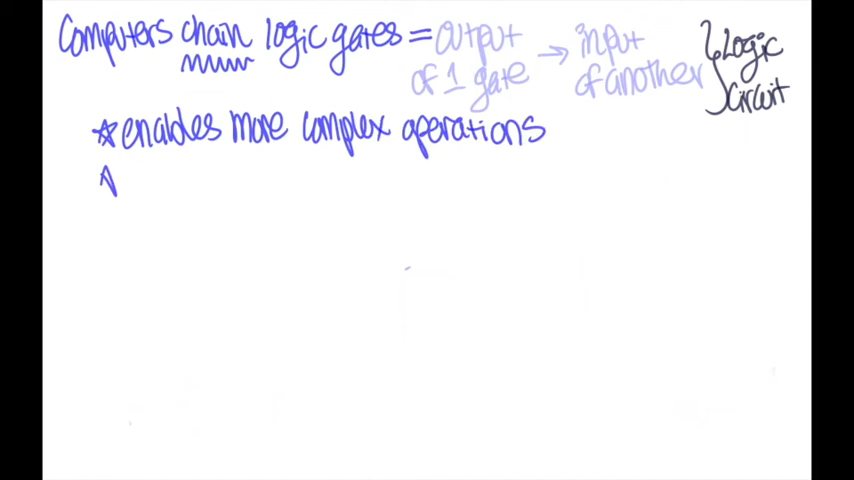 Computers chain logic gates = output → input
of 1 gate of another
Logic
Circuit
*enables more complex operations